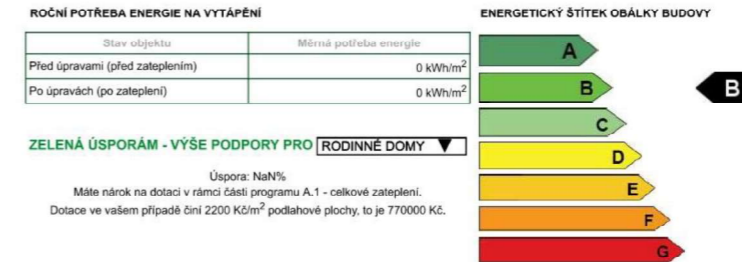 ROČNÍ POTŘEBA ENERGIE NA VYTÁPĚNÍ
Stav objektu Měrná potřeba energie
Před úpravami (před zateplením) 0 kWh/m²
Po úpravách (po zateplení) 0 kWh/m²
ZELENÁ ÚSPORÁM - VÝŠE PODPORY PRO RODINNÉ DOMY ▼
Úspora: NaN%
Máte nárok na dotaci v rámci části programu A.1 - celkové zateplení.
Dotace ve vašem případě činí 2200 Kč/m² podlahové plochy, to je 770000 Kč.
ENERGETICKÝ ŠTÍTEK OBÁLKY BUDOVY
A
B B
C
D
E
F
G